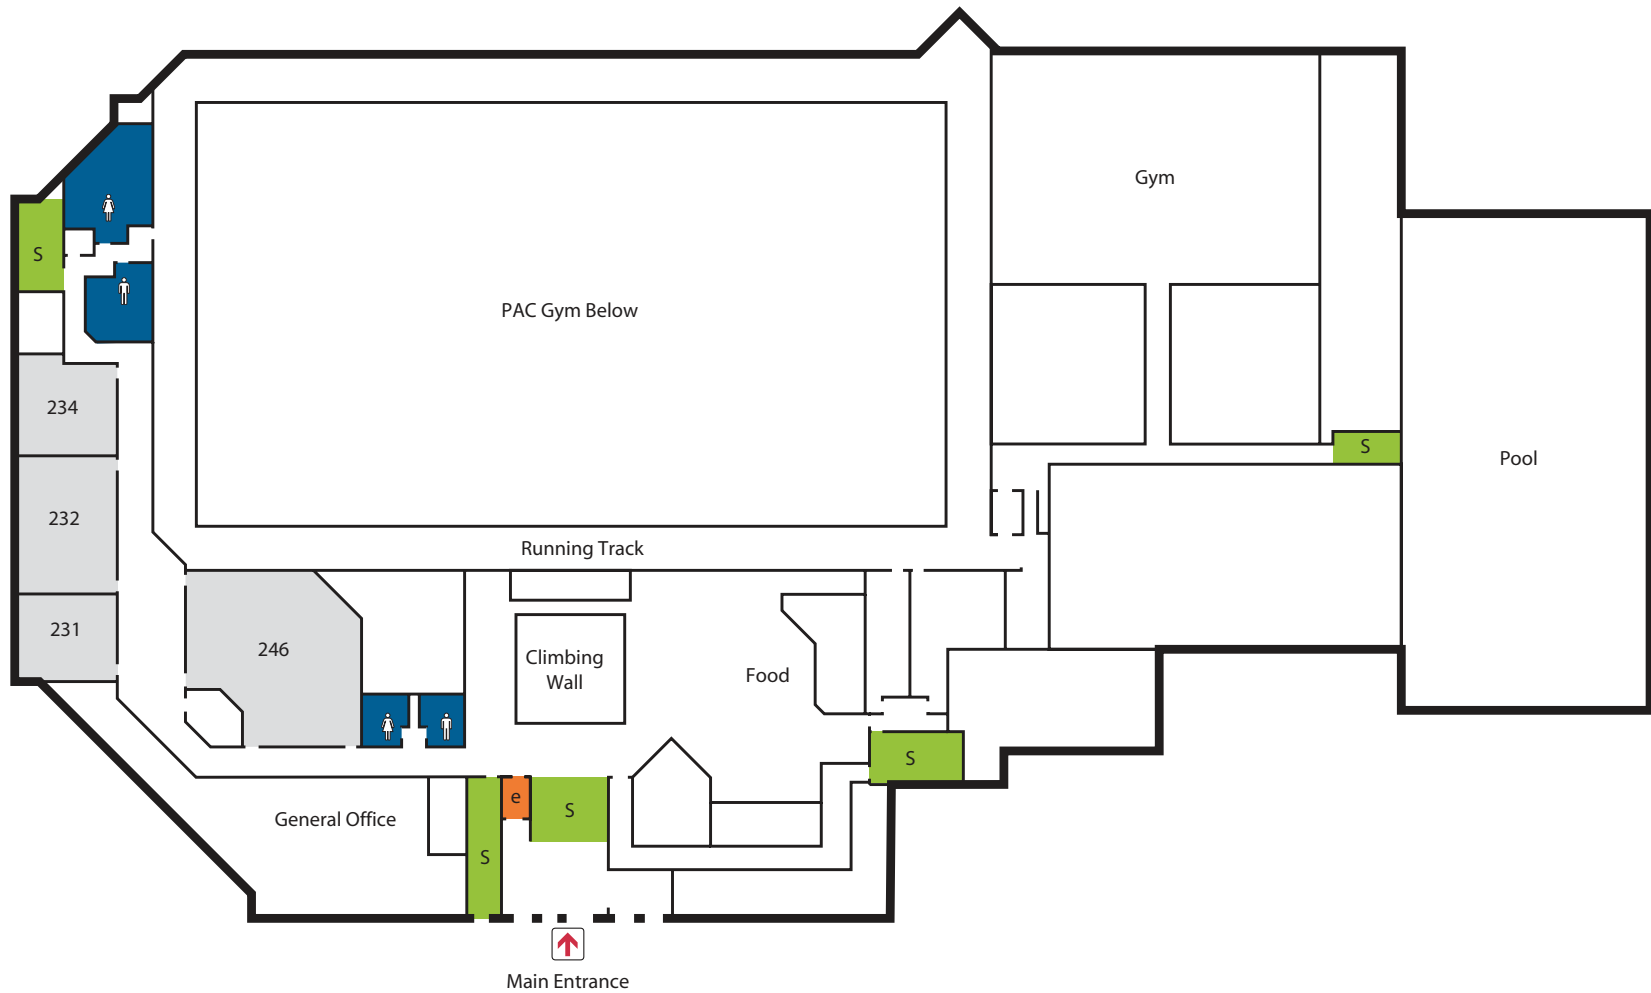 Gym
S
PAC Gym Below
234
S
Pool
232
Running Track
231
246
Climbing
Wall
Food
S
e
S
General Office
S
Main Entrance